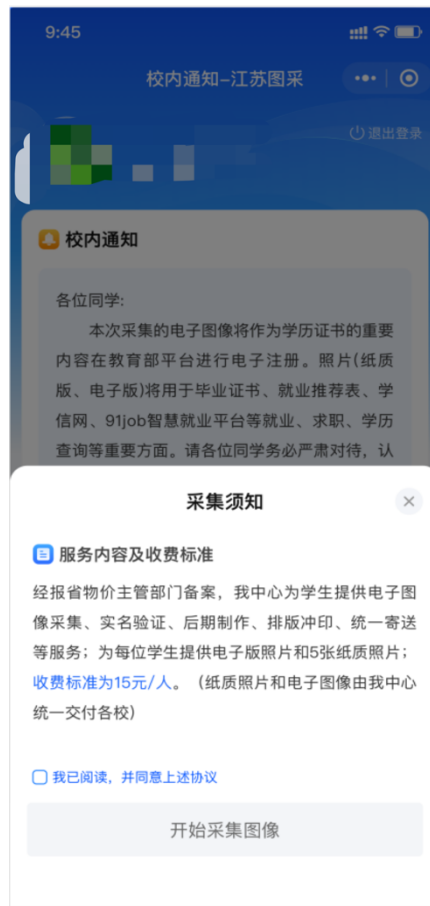 9:45
校内通知-江苏图采
退出登录
校内通知
各位同学:
本次采集的电子图像将作为学历证书的重要
内容在教育部平台进行电子注册。照片(纸质
版、电子版)将用于毕业证书、就业推荐表、学
信网、91job智慧就业平台等就业、求职、学历
查询等重要方面。请各位同学务必严肃对待，认
采集须知
服务内容及收费标准
经报省物价主管部门备案，我中心为学生提供电子图
像采集、实名验证、后期制作、排版冲印、统一寄送
等服务；为每位学生提供电子版照片和5张纸质照片；
收费标准为15元/人。（纸质照片和电子图像由我中心
统一交付各校）
我已阅读，并同意上述协议
开始采集图像